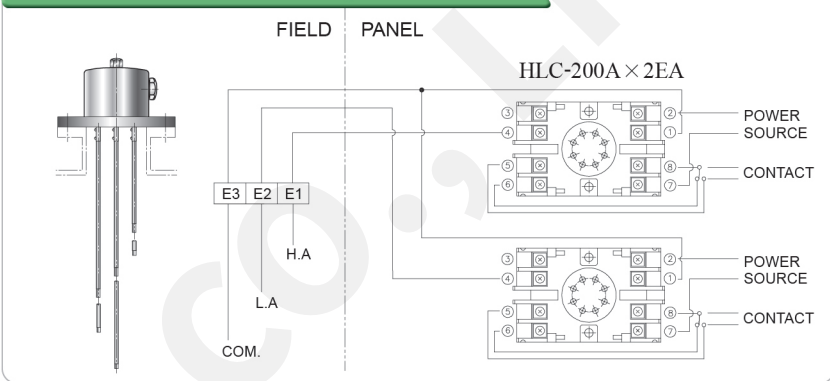 FIELD PANEL
HLC-200A×2EA
③ ②
④ ①
⑤ ⑧
⑥ ⑦
POWER
SOURCE
CONTACT
E3 E2 E1
H.A
L.A
COM.
③ ②
④ ①
⑤ ⑧
⑥ ⑦
POWER
SOURCE
CONTACT
CO., L